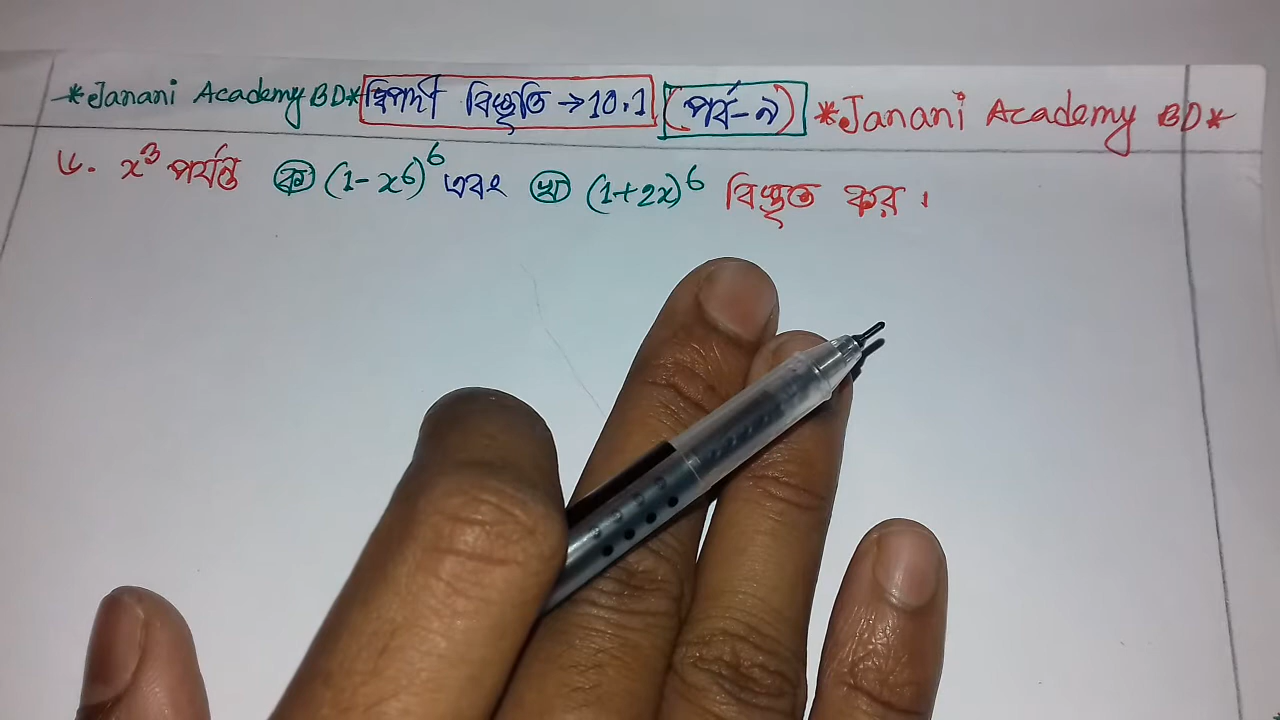 *Janani Academy BD* দ্বিপদী বিস্তৃতি →10.1 (পর্ব-৯) *Janani Academy BD*
৬. x³ পর্যন্ত ক (1-x6)⁶ এবং খ (1+2x)⁶ বিস্তৃত কর।